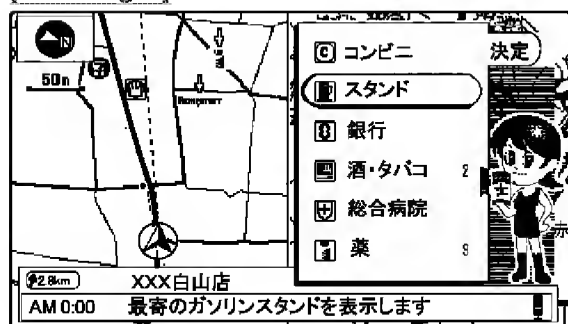 N
50m
決定
コンビニ
スタンド
銀行
酒・タバコ 2
総合病院
薬 9
2.8km XXX白山店
AM 0:00 最寄のガソリンスタンドを表示します